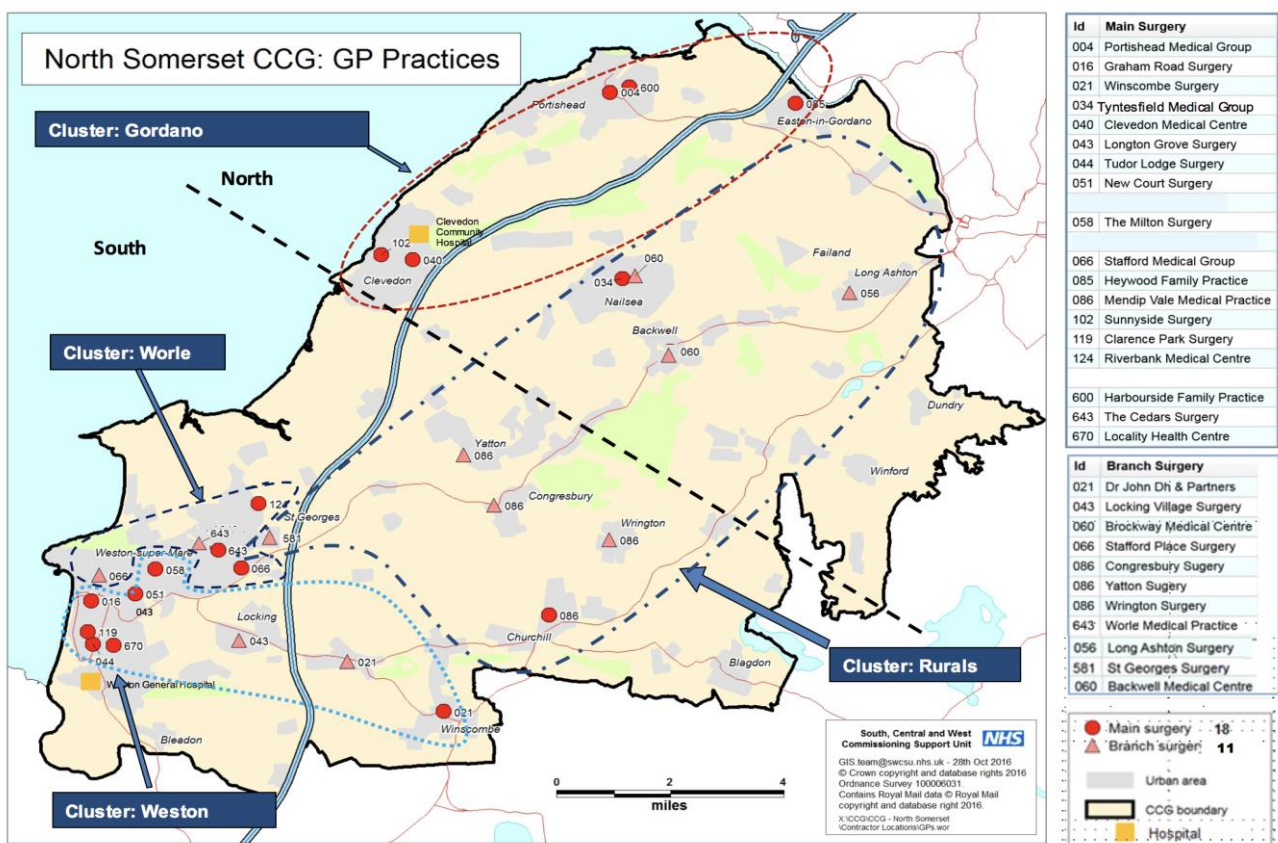 North Somerset CCG: GP Practices
Cluster: Gordano
North
South
Cluster: Worle
Cluster: Rurals
Cluster: Weston
Portishead
004
600
085
Easton-in-Gordano
Clevedon
Community
Hospital
102
040
Clevedon
060
034
Nailsea
Failand
Long Ashton
056
Backwell
060
Dundry
Winford
Yatton
086
Congresbury
086
Wrington
086
12
St Georges
643
581
643
Weston-super-Mare
058
066
066
051
016
043
Locking
043
119
670
044
086
Churchill
021
Blagdon
021
Winscombe
General Hospital
Bleadon
0 2 4
miles
South, Central and West
Commissioning Support Unit NHS
GIS.team@swcsu.nhs.uk - 28th Oct 2016
© Crown copyright and database rights 2016
Ordnance Survey 100006031.
Contains Royal Mail data © Royal Mail
copyright and database right 2016.
X:\CCG\CCG - North Somerset
\Contractor Locations\GPs.wor
Id Main Surgery
004 Portishead Medical Group
016 Graham Road Surgery
021 Winscombe Surgery
034 Tyntesfield Medical Group
040 Clevedon Medical Centre
043 Longton Grove Surgery
044 Tudor Lodge Surgery
051 New Court Surgery
058 The Milton Surgery
066 Stafford Medical Group
085 Heywood Family Practice
086 Mendip Vale Medical Practice
102 Sunnyside Surgery
119 Clarence Park Surgery
124 Riverbank Medical Centre
600 Harbourside Family Practice
643 The Cedars Surgery
670 Locality Health Centre
Id Branch Surgery
021 Dr John Dh & Partners
043 Locking Village Surgery
060 Brockway Medical Centre
066 Stafford Place Surgery
086 Congresbury Sugery
086 Yatton Sugery
086 Wrington Surgery
643 Worle Medical Practice
056 Long Ashton Surgery
581 St Georges Surgery
060 Backwell Medical Centre
Main surgery 18
Branch surger 11
Urban area
CCG boundary
Hospital